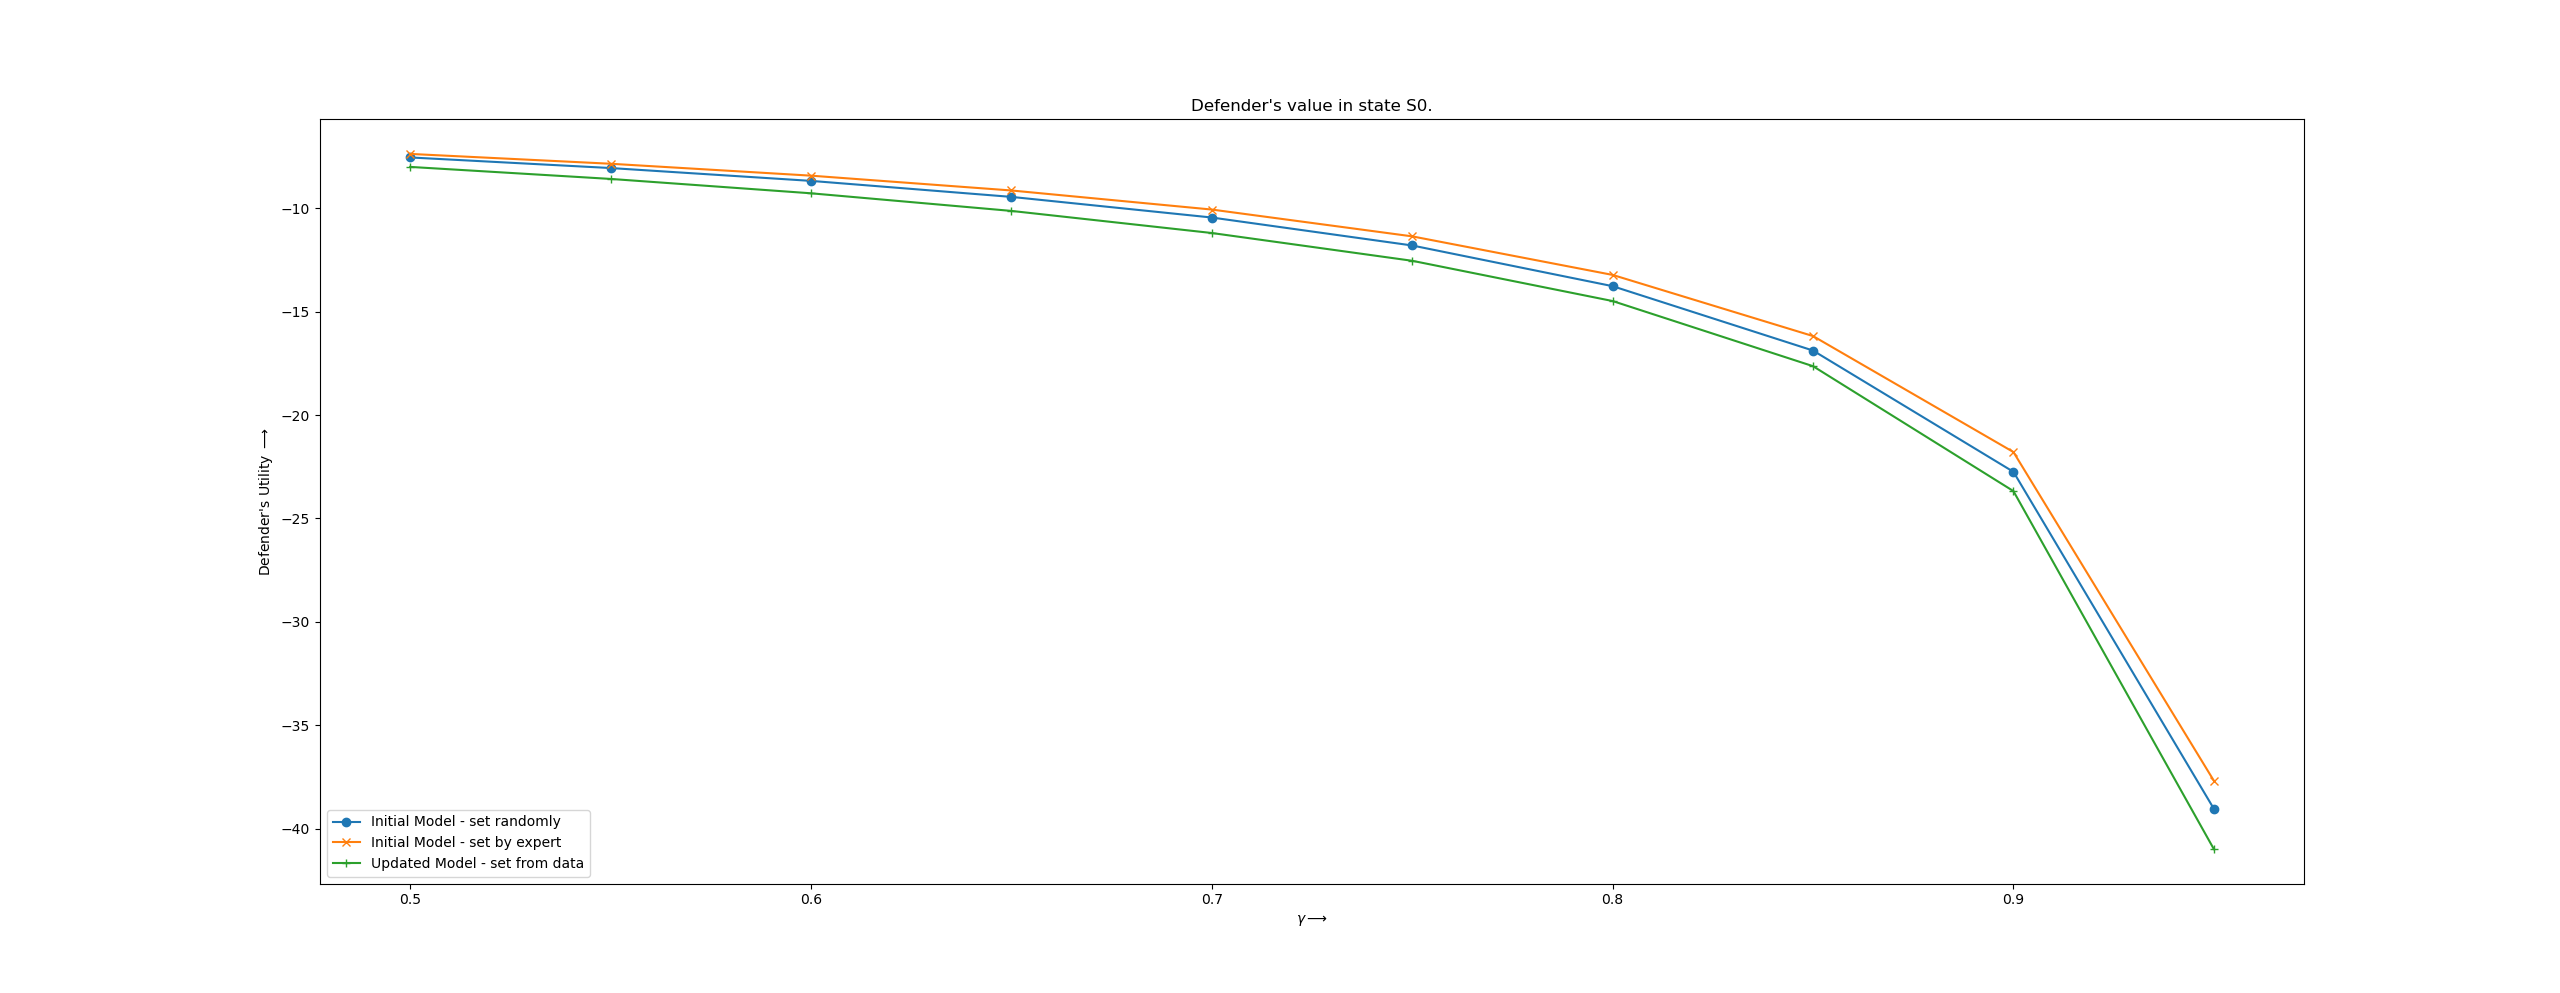 Defender's value in state S0.
Defender's Utility ⟶
−10
−15
−20
−25
−30
−35
−40
Initial Model - set randomly
Initial Model - set by expert
Updated Model - set from data
0.5 0.6 0.7 0.8 0.9
γ⟶